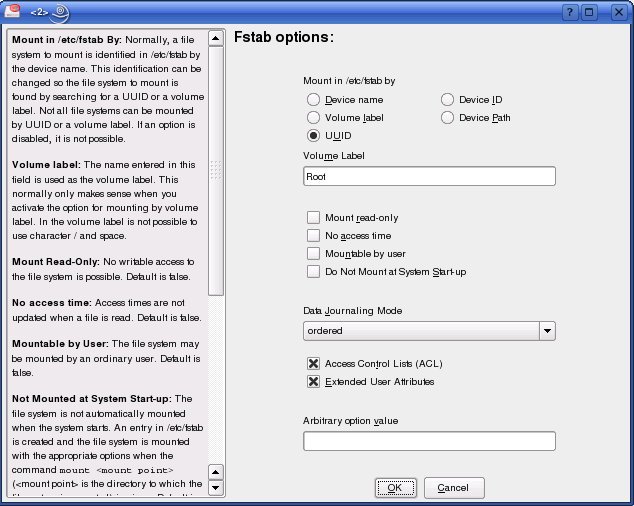 <2>
Mount in /etc/fstab By: Normally, a file
system to mount is identified in /etc/fstab by
the device name. This identification can be
changed so the file system to mount is
found by searching for a UUID or a volume
label. Not all file systems can be mounted
by UUID or a volume label. If an option is
disabled, it is not possible.
Volume label: The name entered in this
field is used as the volume label. This
normally only makes sense when you
activate the option for mounting by volume
label. In the volume label is not possible to
use character / and space.
Mount Read-Only: No writable access to
the file system is possible. Default is false.
No access time: Access times are not
updated when a file is read. Default is false.
Mountable by User: The file system may
be mounted by an ordinary user. Default is
false.
Not Mounted at System Start-up: The
file system is not automatically mounted
when the system starts. An entry in /etc/fstab
is created and the file system is mounted
with the appropriate options when the
command mount <mount point>
(<mount point> is the directory to which the
Fstab options:
Mount in /etc/fstab by
Device name
Device ID
Volume label
Device Path
UUID
Volume Label
Root
Mount read-only
No access time
Mountable by user
Do Not Mount at System Start-up
Data Journaling Mode
ordered
Access Control Lists (ACL)
Extended User Attributes
Arbitrary option value
OK
Cancel